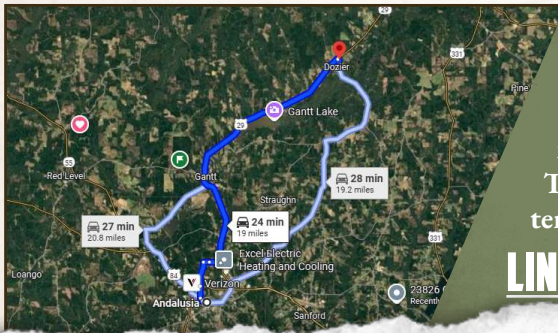 29
331
Dozier
Pine
Gantt Lake
29
55
Red Level
Gantt
28 min
19.2 miles
Straughn
27 min
20.8 miles
24 min
19 miles
331
Excel Electric
Heating and Cooling
Loango
84
V
Verizon
23826
Recent
Andalusia
Sanford
T
ter
LIN